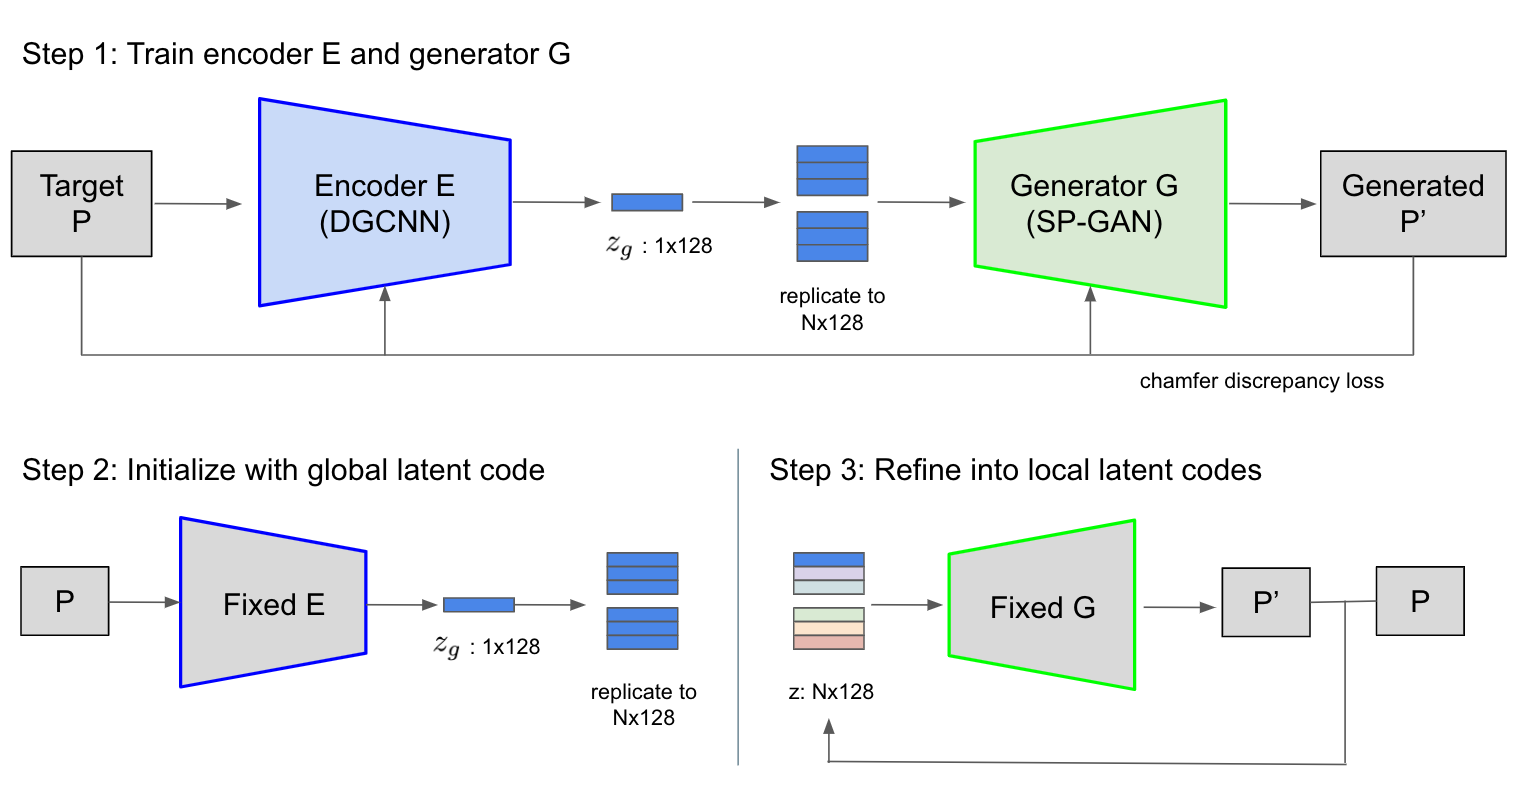 Step 1: Train encoder E and generator G
Target
P
Encoder E
(DGCNN)
z_g : 1x128
replicate to
Nx128
Generator G
(SP-GAN)
Generated
P’
chamfer discrepancy loss
Step 2: Initialize with global latent code
P
Fixed E
z_g : 1x128
replicate to
Nx128
Step 3: Refine into local latent codes
z: Nx128
Fixed G
P’
P